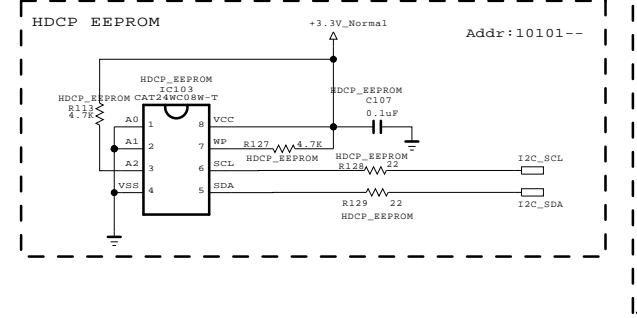 HDCP EEPROM
+3.3V_Normal
Addr:10101--
HDCP_EEPROM
IC103
CAT24WC08W-T
HDCP_EEPROM
R113
4.7K
HDCP_EEPROM
C107
0.1uF
A0 1 8 VCC
A1 2 7 WP
R127 4.7K
HDCP_EEPROM
A2 3 6 SCL
HDCP_EEPROM
R128 22
I2C_SCL
VSS 4 5 SDA
R129 22
HDCP_EEPROM
I2C_SDA